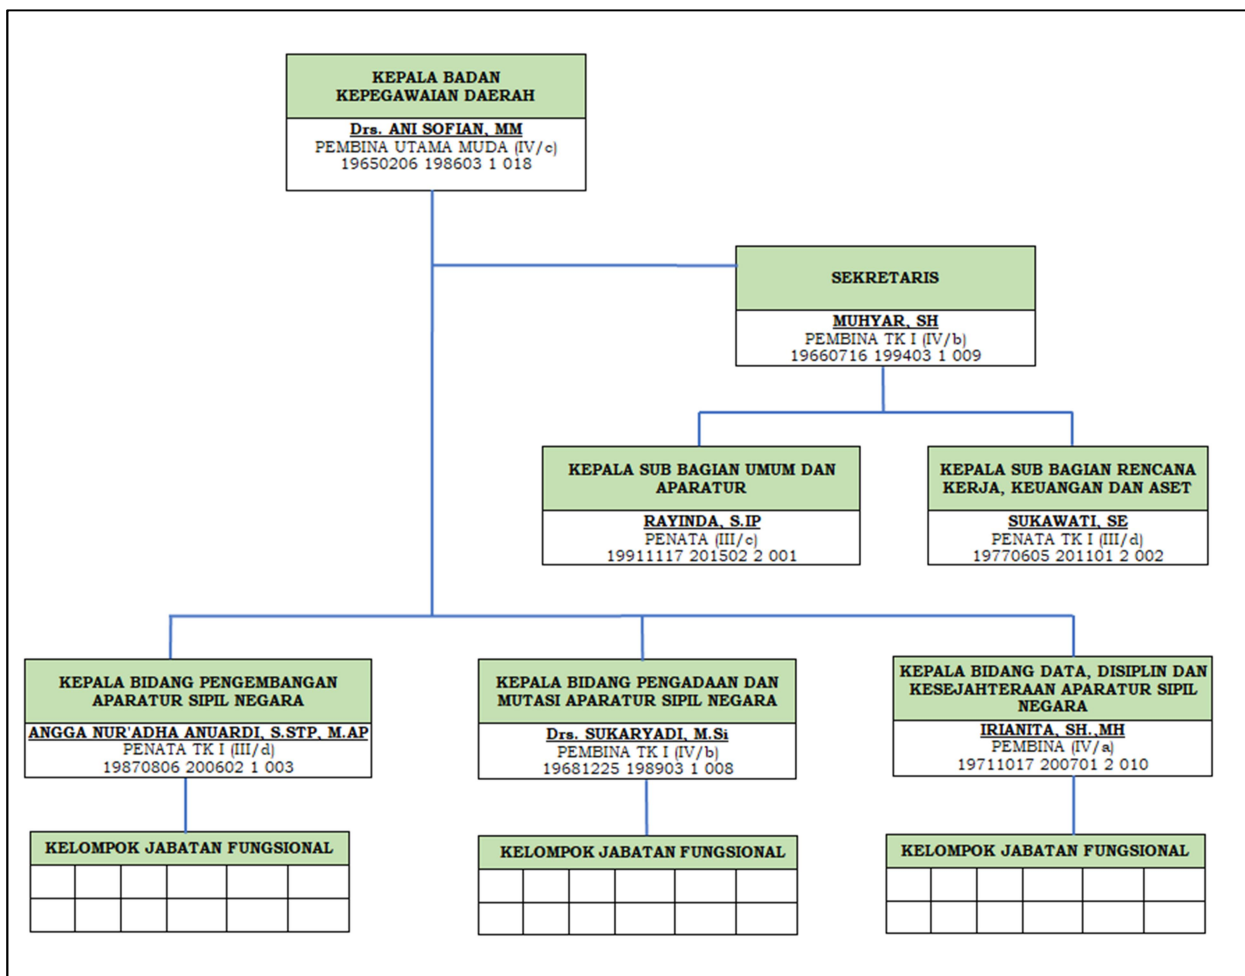 KEPALA BADAN
KEPEGAWAIAN DAERAH
Drs. ANI SOFIAN, MM
PEMBINA UTAMA MUDA (IV/c)
19650206 198603 1 018
SEKRETARIS
MUHYAR, SH
PEMBINA TK I (IV/b)
19660716 199403 1 009
KEPALA SUB BAGIAN UMUM DAN
APARATUR
RAYINDA, S.IP
PENATA (III/c)
19911117 201502 2 001
KEPALA SUB BAGIAN RENCANA
KERJA, KEUANGAN DAN ASET
SUKAWATI, SE
PENATA TK I (III/d)
19770605 201101 2 002
KEPALA BIDANG PENGEMBANGAN
APARATUR SIPIL NEGARA
ANGGA NUR'ADHA ANUARDI, S.STP, M.AP
PENATA TK I (III/d)
19870806 200602 1 003
KELOMPOK JABATAN FUNGSIONAL
KEPALA BIDANG PENGADAAN DAN
MUTASI APARATUR SIPIL NEGARA
Drs. SUKARYADI, M.Si
PEMBINA TK I (IV/b)
19681225 198903 1 008
KELOMPOK JABATAN FUNGSIONAL
KEPALA BIDANG DATA, DISIPLIN DAN
KESEJAHTERAAN APARATUR SIPIL
NEGARA
IRIANITA, SH.,MH
PEMBINA (IV/a)
19711017 200701 2 010
KELOMPOK JABATAN FUNGSIONAL